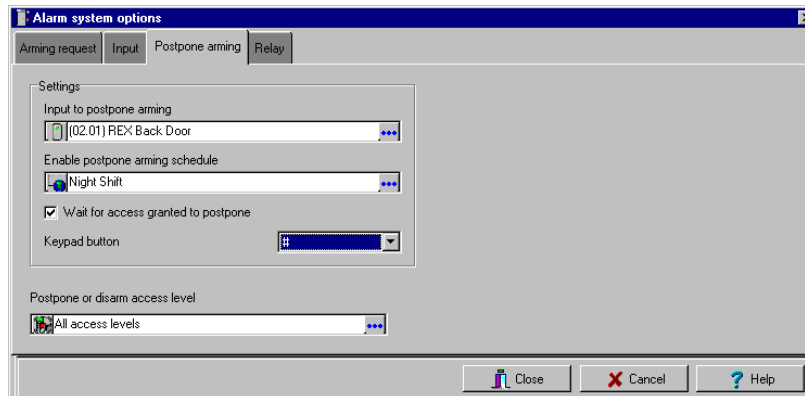 Alarm system options
Arming request Input Postpone arming Relay
Settings
Input to postpone arming
(02.01) REX Back Door
Enable postpone arming schedule
Night Shift
Wait for access granted to postpone
Keypad button #
Postpone or disarm access level
All access levels
Close Cancel ? Help